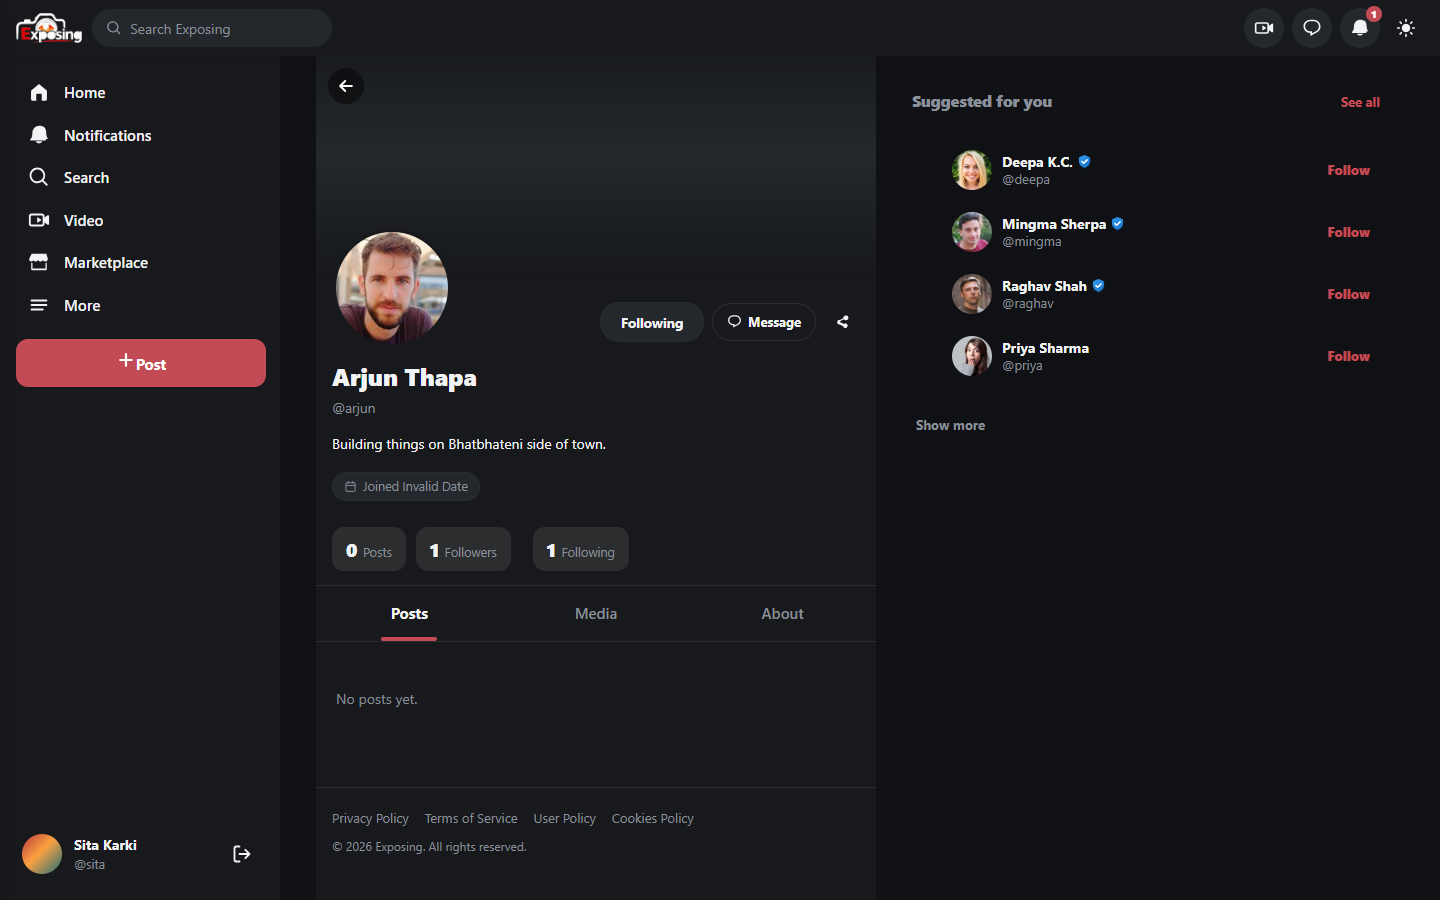 Exposing
Search Exposing
1
Home
Notifications
Search
Video
Marketplace
More
Post
Sita Karki
@sita
Following
Message
Arjun Thapa
@arjun
Building things on Bhatbhateni side of town.
Joined Invalid Date
0 Posts
1 Followers
1 Following
Posts
Media
About
No posts yet.
Privacy Policy
Terms of Service
User Policy
Cookies Policy
© 2026 Exposing. All rights reserved.
Suggested for you
See all
Deepa K.C.
@deepa
Follow
Mingma Sherpa
@mingma
Follow
Raghav Shah
@raghav
Follow
Priya Sharma
@priya
Follow
Show more